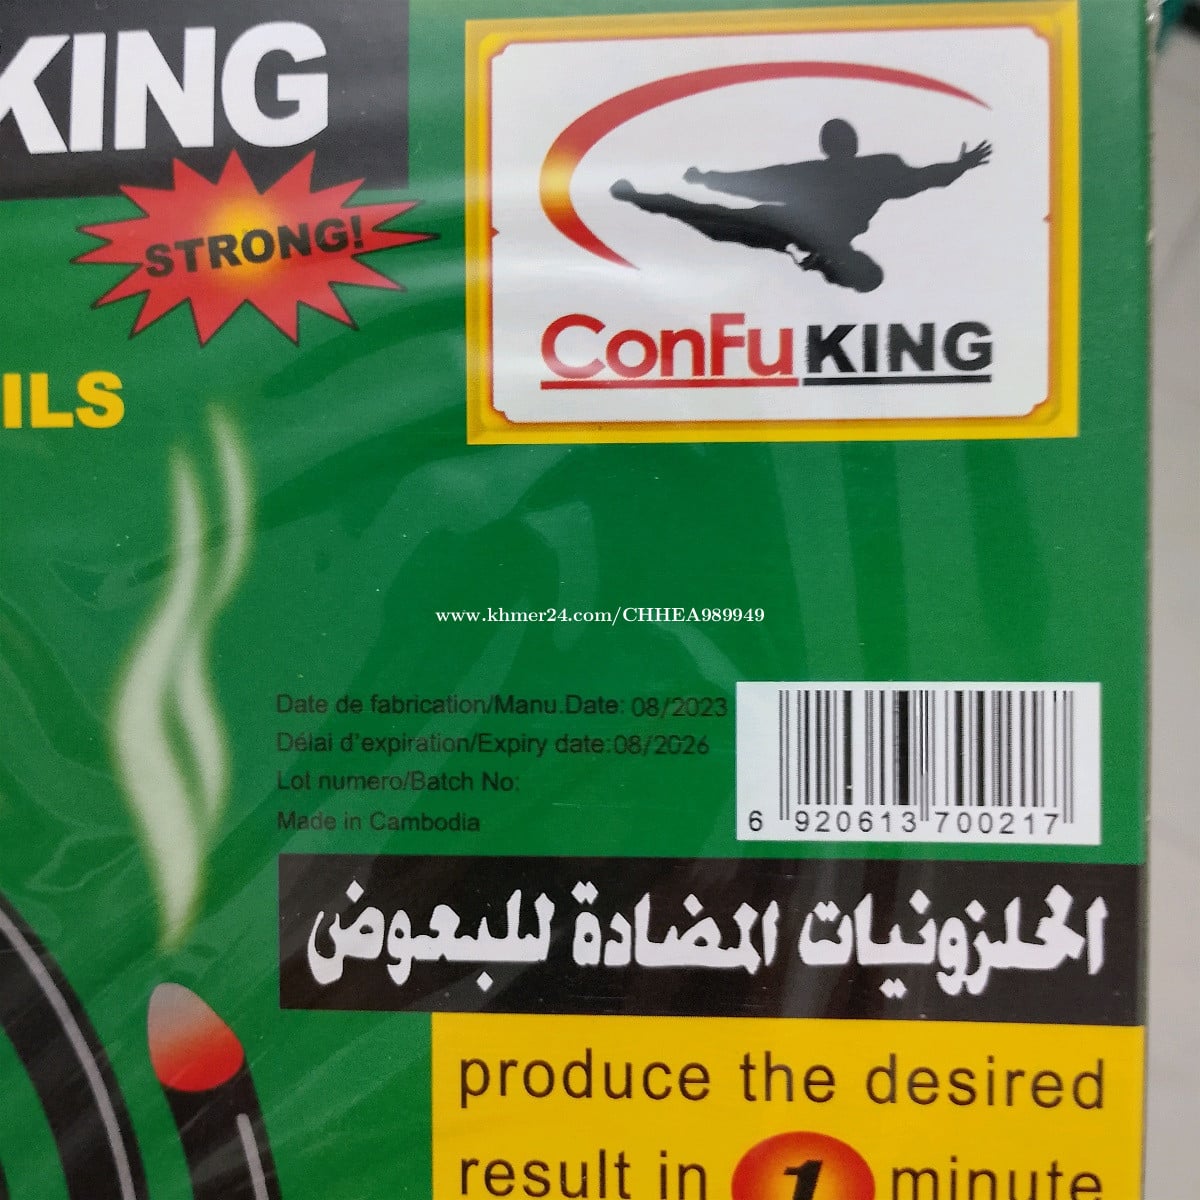 KING
STRONG!
ILS
ConFuKING
www.khmer24.com/CHHEA989949
Date de fabrication/Manu.Date: 08/2023
Délai d'expiration/Expiry date:08/2026
Lot numero/Batch No:
Made in Cambodia
6 920613 700217
الحلزونيات المضادة للبعوض
produce the desired
result in 1 minute